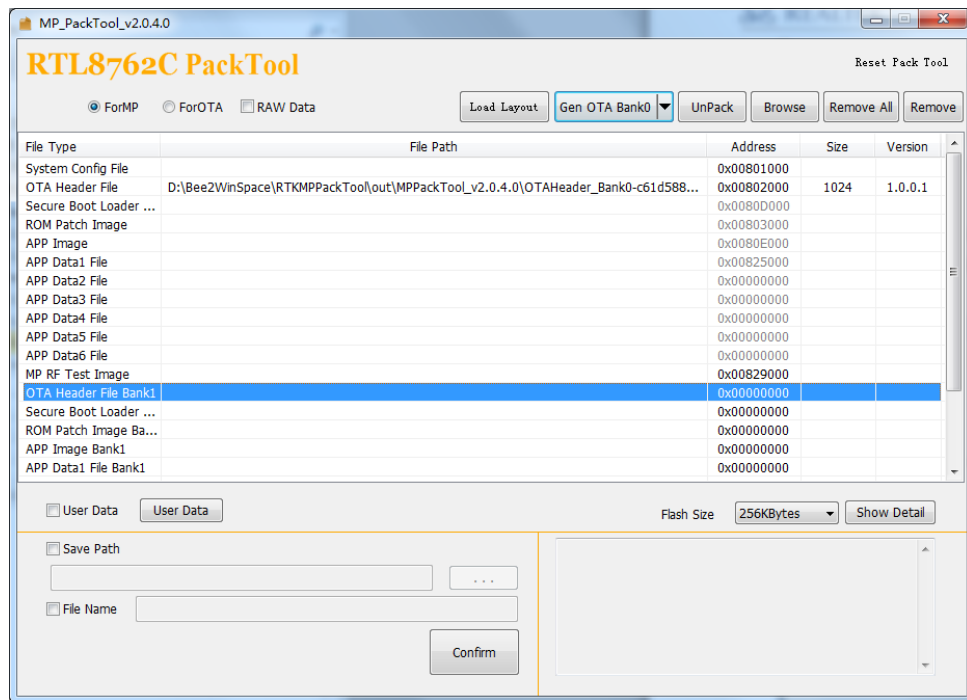 MP_PackTool_v2.0.4.0
RTL8762C PackTool
Reset Pack Tool
ForMP ForOTA RAW Data Load Layout Gen OTA Bank0 UnPack Browse Remove All Remove
File Type File Path Address Size Version
System Config File 0x00801000
OTA Header File D:\Bee2WinSpace\RTKMPPackTool\out\MPPackTool_v2.0.4.0\OTAHeader_Bank0-c61d588... 0x00802000 1024 1.0.0.1
Secure Boot Loader ... 0x0080D000
ROM Patch Image 0x00803000
APP Image 0x0080E000
APP Data1 File 0x00825000
APP Data2 File 0x00000000
APP Data3 File 0x00000000
APP Data4 File 0x00000000
APP Data5 File 0x00000000
APP Data6 File 0x00000000
MP RF Test Image 0x00829000
OTA Header File Bank1 0x00000000
Secure Boot Loader ... 0x00000000
ROM Patch Image Ba... 0x00000000
APP Image Bank1 0x00000000
APP Data1 File Bank1 0x00000000
User Data User Data Flash Size 256KBytes Show Detail
Save Path
...
File Name
Confirm